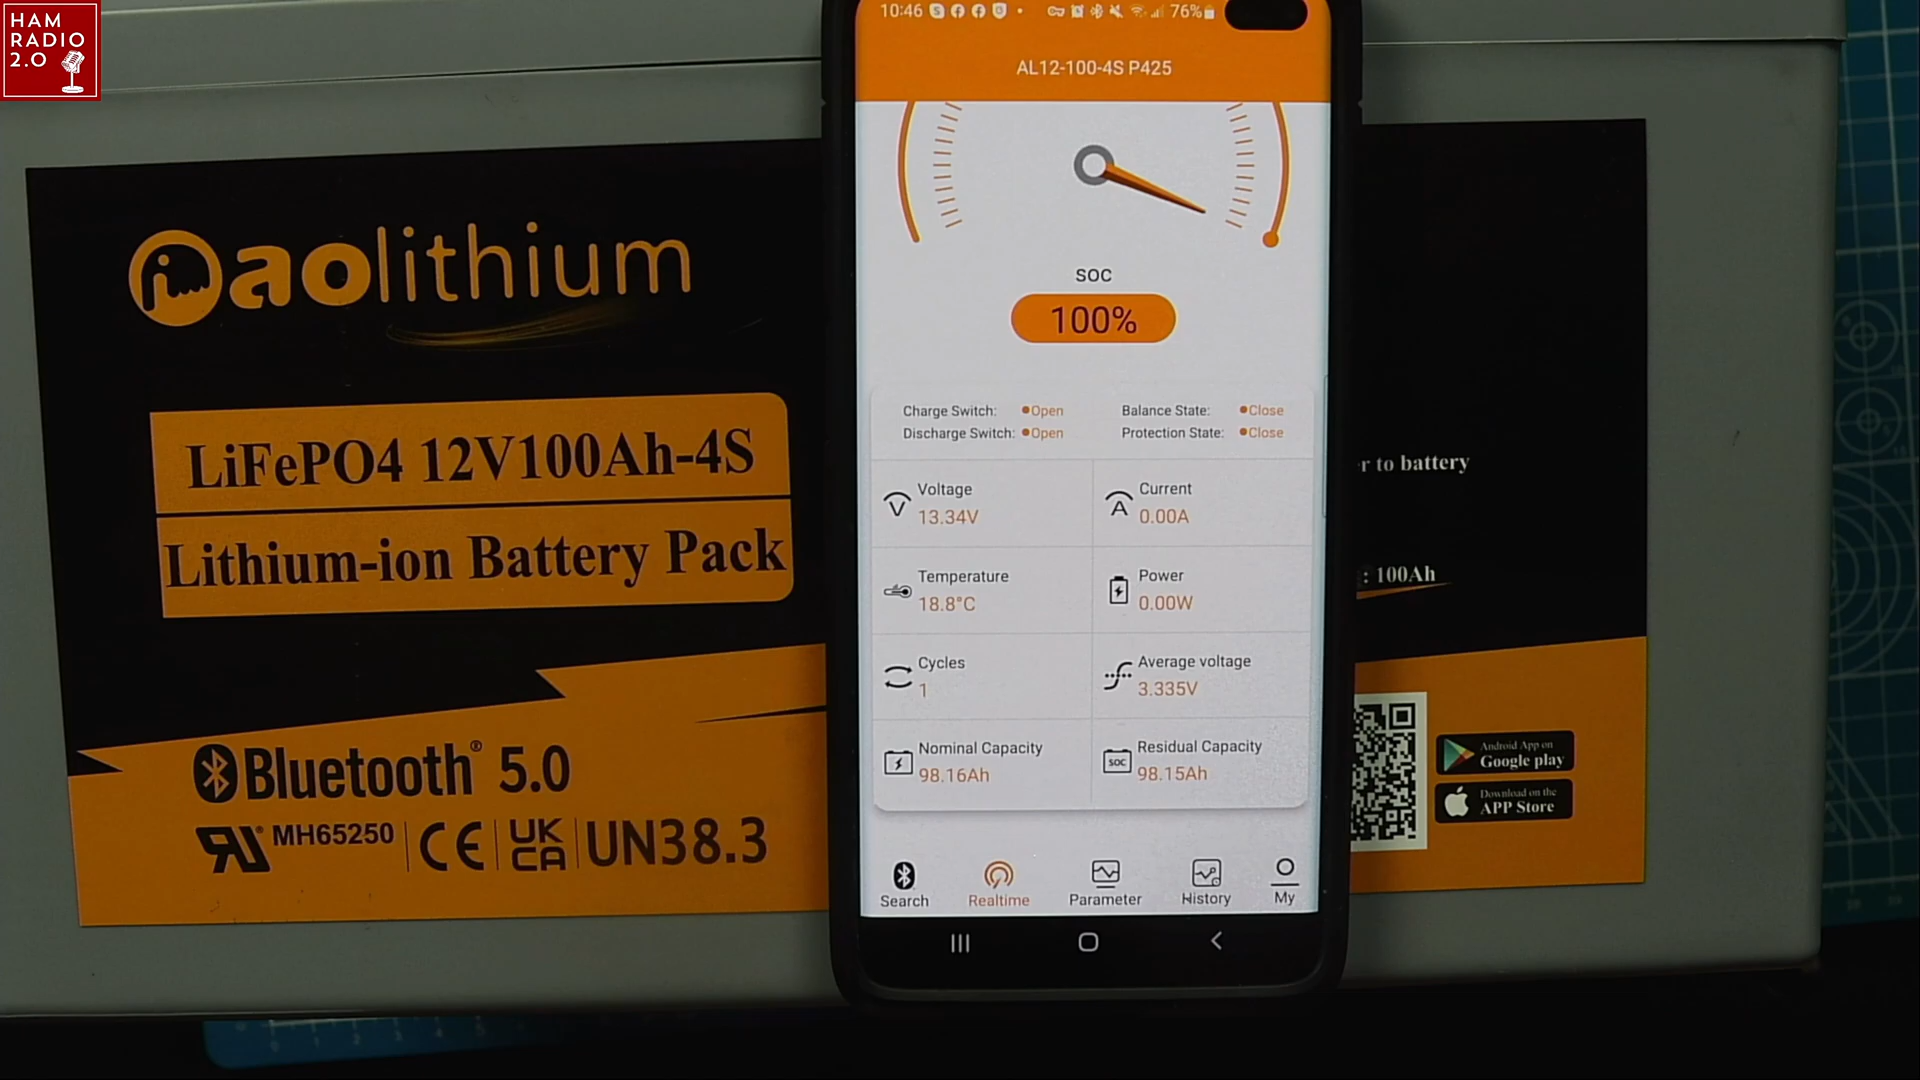 HAM
RADIO
2.0
10:46
76%
AL12-100-4S P425
SOC
100%
Charge Switch: Open
Balance State: Close
Discharge Switch: Open
Protection State: Close
Voltage
13.34V
Current
0.00A
Temperature
18.8°C
Power
0.00W
Cycles
1
Average voltage
3.335V
Nominal Capacity
98.16Ah
Residual Capacity
98.15Ah
Search
Realtime
Parameter
History
My
aolithium
LiFePO4 12V100Ah-4S
Lithium-ion Battery Pack
Bluetooth® 5.0
MH65250
CE
UK
CA
UN38.3
to battery
: 100Ah
Android App on
Google play
Download on the
APP Store